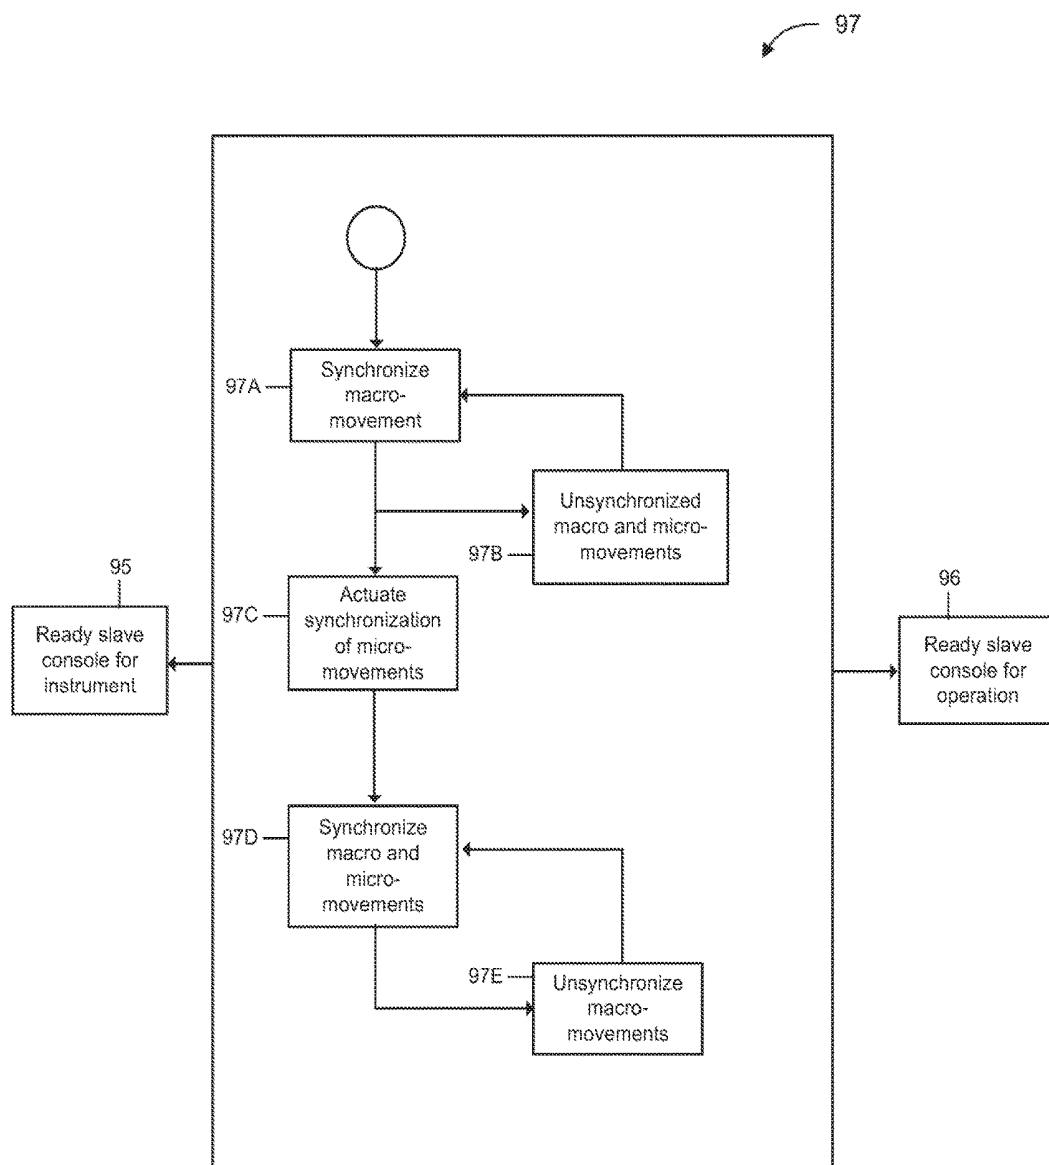 97
97A
Synchronize
macro-
movement
Unsynchronized
macro and micro-
movements
97B
95
Ready slave
console for
instrument
97C
Actuate
synchronization
of micro-
movements
96
Ready slave
console for
operation
97D
Synchronize
macro and
micro-
movements
97E
Unsynchronize
macro-
movements